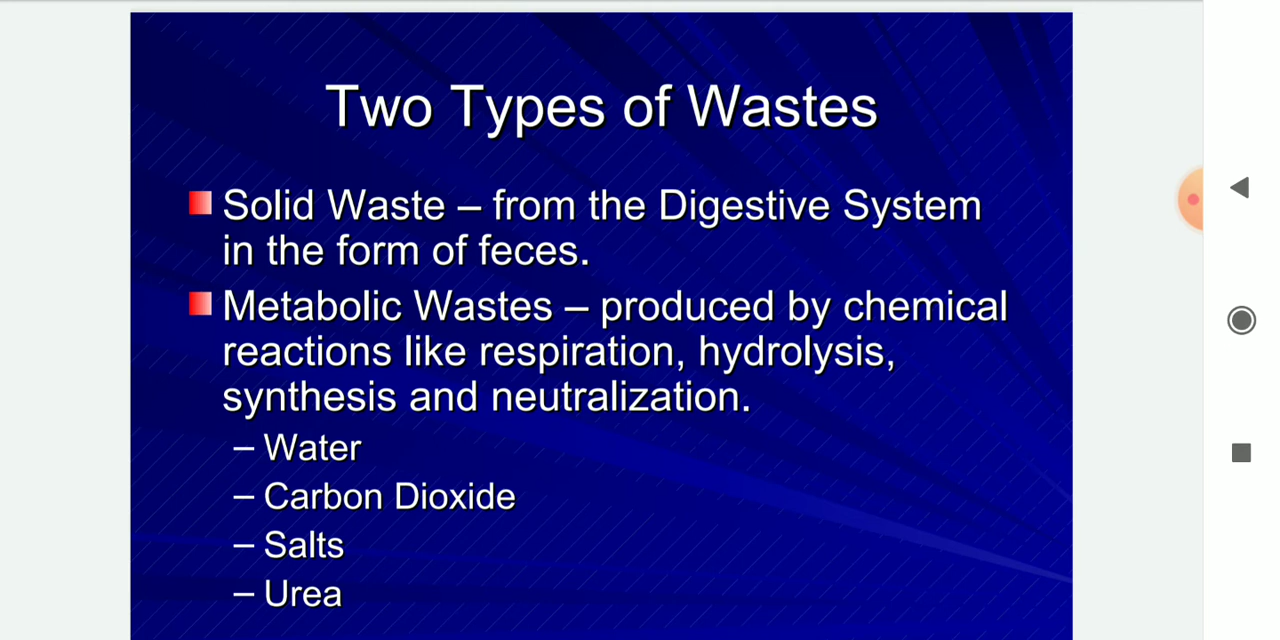 Two Types of Wastes
Solid Waste – from the Digestive System
in the form of feces.
Metabolic Wastes – produced by chemical
reactions like respiration, hydrolysis,
synthesis and neutralization.
– Water
– Carbon Dioxide
– Salts
– Urea